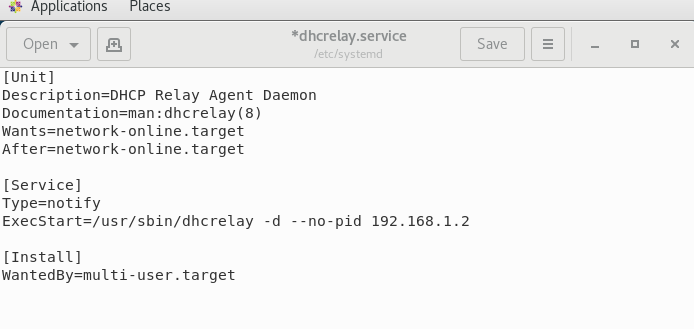 Applications Places
Open *dhcrelay.service Save
/etc/systemd
[Unit]
Description=DHCP Relay Agent Daemon
Documentation=man:dhcrelay(8)
Wants=network-online.target
After=network-online.target
[Service]
Type=notify
ExecStart=/usr/sbin/dhcrelay -d --no-pid 192.168.1.2
[Install]
WantedBy=multi-user.target